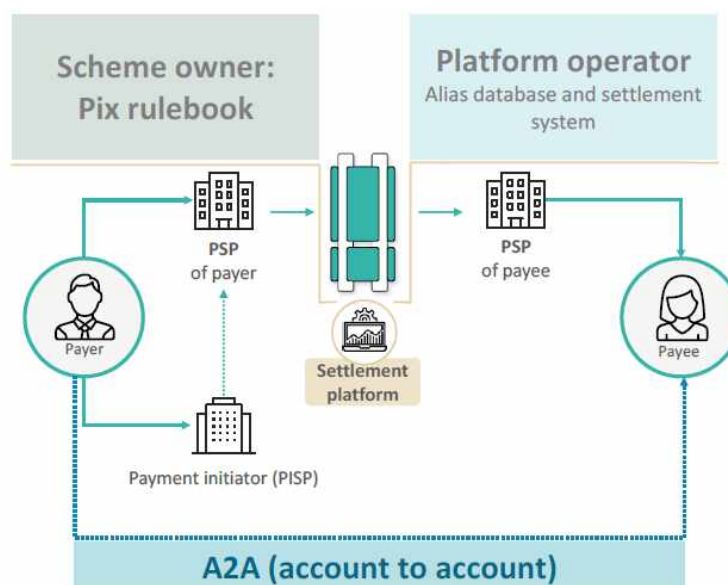 Scheme owner:
Pix rulebook
Platform operator
Alias database and settlement
system
PSP
of payer
PSP
of payee
Payer
Payee
Settlement
platform
Payment initiator (PISP)
A2A (account to account)